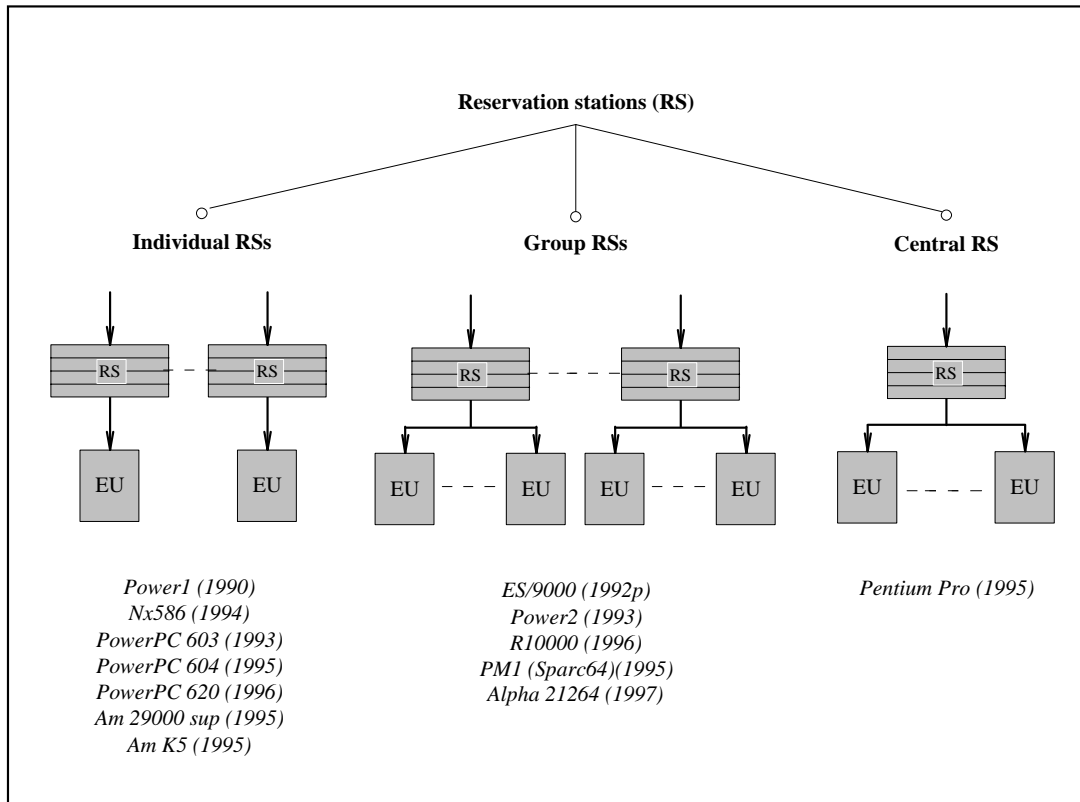 Reservation stations (RS)
Individual RSs
Group RSs
Central RS
RS
RS
RS
RS
RS
EU
EU
EU
EU
EU
EU
EU
EU
Power1 (1990)
Nx586 (1994)
PowerPC 603 (1993)
PowerPC 604 (1995)
PowerPC 620 (1996)
Am 29000 sup (1995)
Am K5 (1995)
ES/9000 (1992p)
Power2 (1993)
R10000 (1996)
PM1 (Sparc64)(1995)
Alpha 21264 (1997)
Pentium Pro (1995)